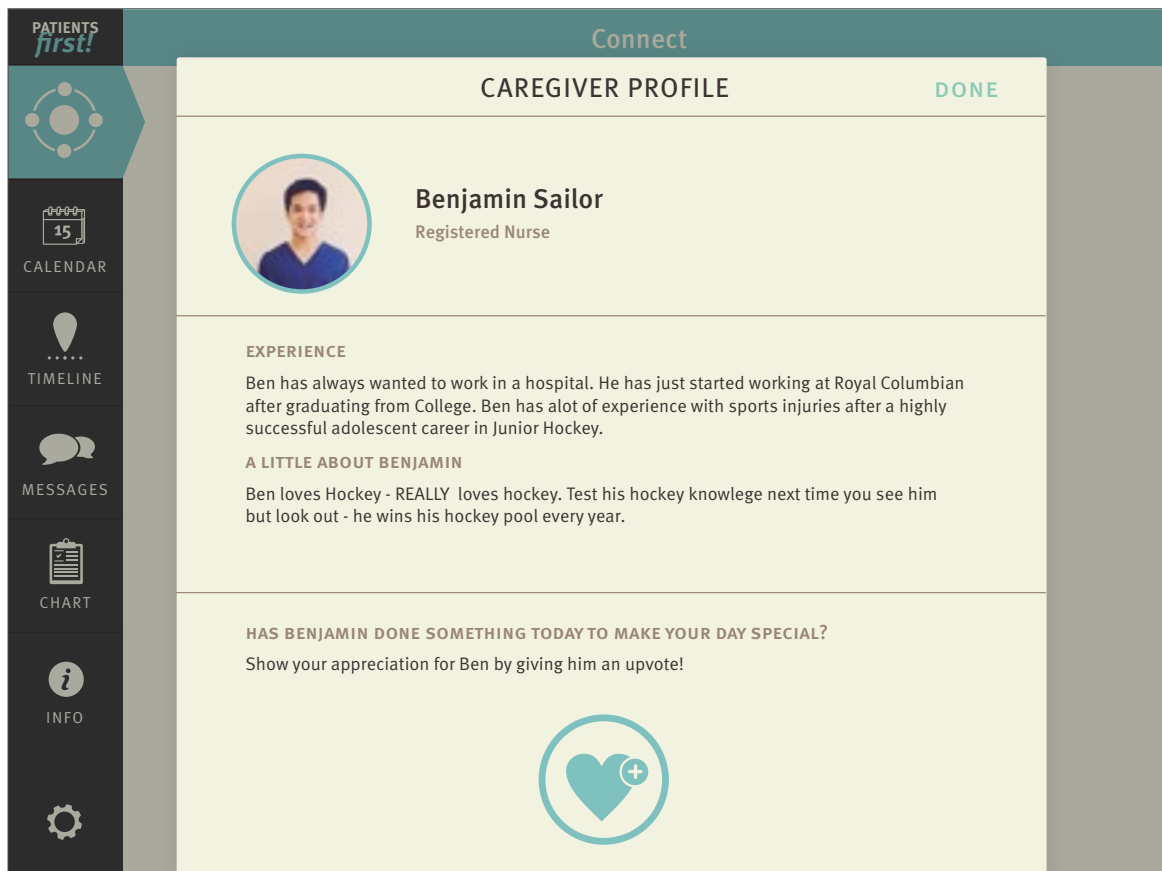 PATIENTS
first!
Connect
CAREGIVER PROFILE
DONE
15
CALENDAR
TIMELINE
MESSAGES
CHART
i
INFO
Benjamin Sailor
Registered Nurse
EXPERIENCE
Ben has always wanted to work in a hospital. He has just started working at Royal Columbian
after graduating from College. Ben has alot of experience with sports injuries after a highly
successful adolescent career in Junior Hockey.
A LITTLE ABOUT BENJAMIN
Ben loves Hockey - REALLY  loves hockey. Test his hockey knowlege next time you see him
but look out - he wins his hockey pool every year.
HAS BENJAMIN DONE SOMETHING TODAY TO MAKE YOUR DAY SPECIAL?
Show your appreciation for Ben by giving him an upvote!